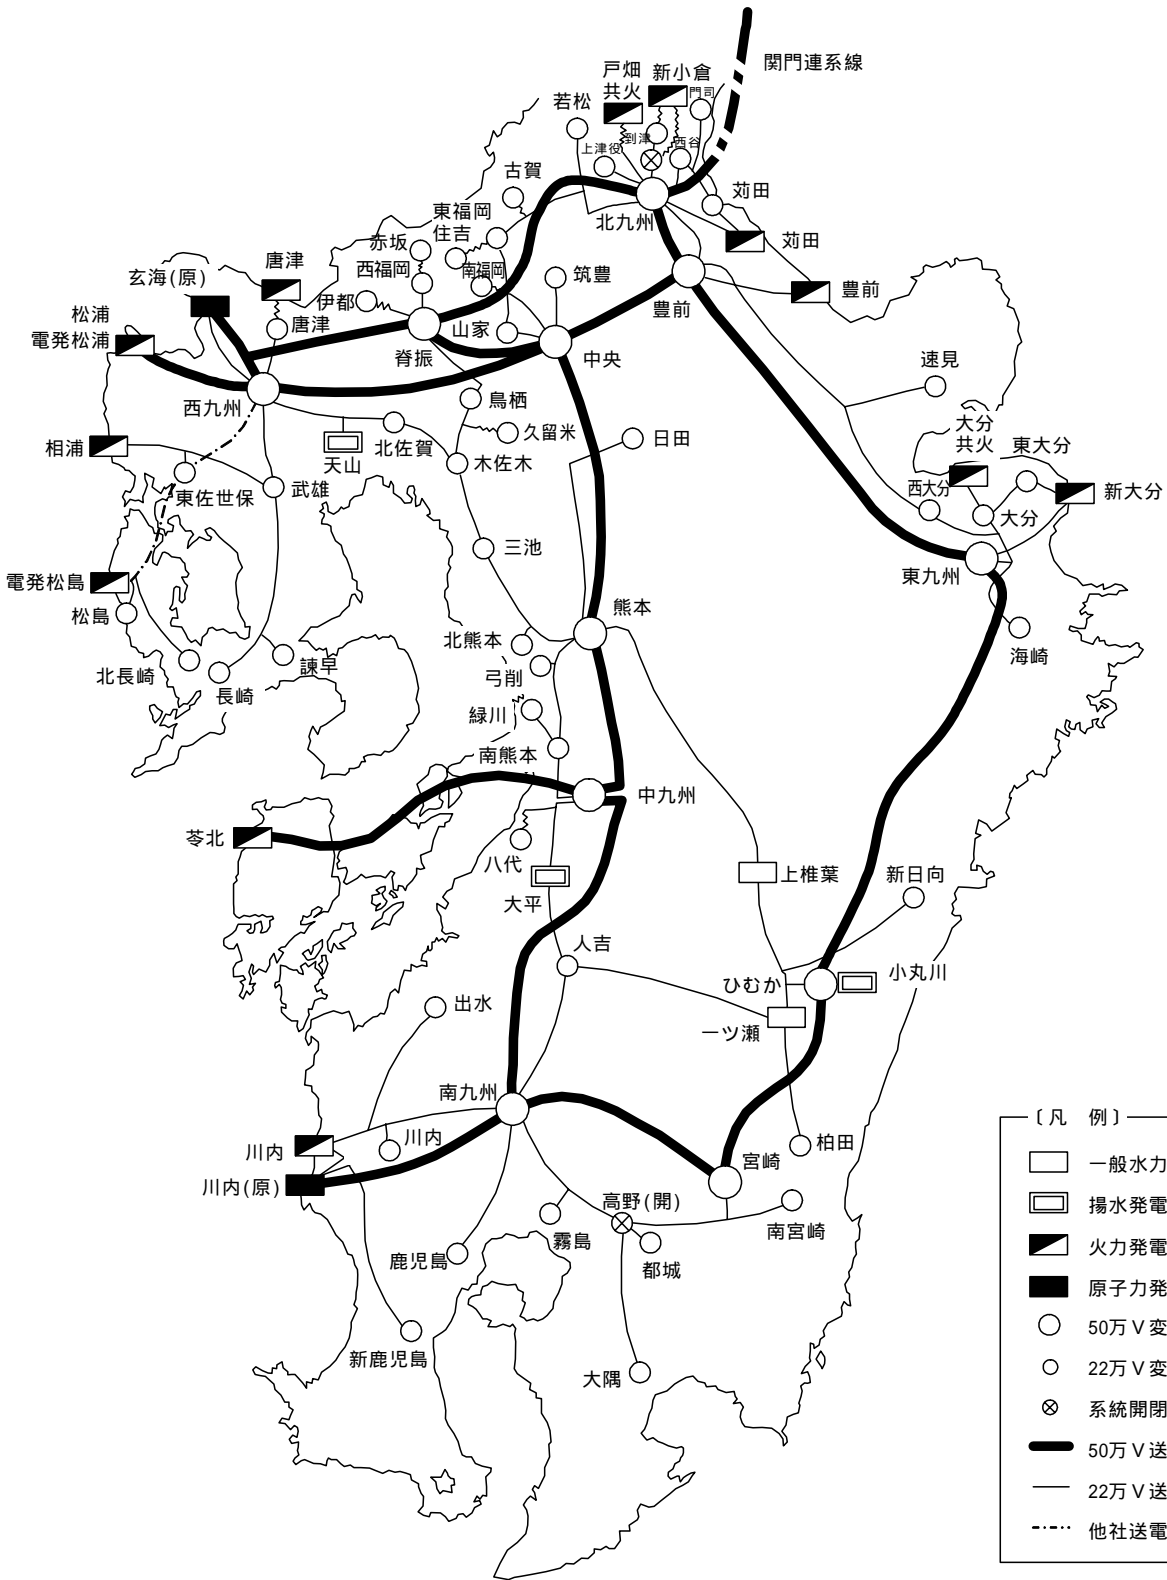 関門連系線
戸畑
共火
新小倉
門司
若松
到津
西谷
上津役
古賀
苅田
東福岡
北九州
住吉
赤坂
苅田
唐津
西福岡
南福岡
玄海(原)
筑豊
豊前
伊都
松浦
唐津
山家
豊前
電発松浦
脊振
中央
速見
西九州
鳥栖
久留米
日田
大分
共火
東大分
相浦
天山
北佐賀
木佐木
東佐世保
武雄
西大分
新大分
大分
三池
電発松島
東九州
松島
熊本
北熊本
海崎
北長崎
諫早
弓削
長崎
緑川
南熊本
中九州
苓北
八代
上椎葉
新日向
大平
人吉
小丸川
ひむか
出水
一ツ瀬
南九州
川内
川内
柏田
宮崎
川内(原)
高野(開)
霧島
南宮崎
鹿児島
都城
新鹿児島
大隅
〔凡 例〕
一般水力
揚水発電
火力発電
原子力発
50万V変
22万V変
系統開閉
50万V送
22万V送
他社送電